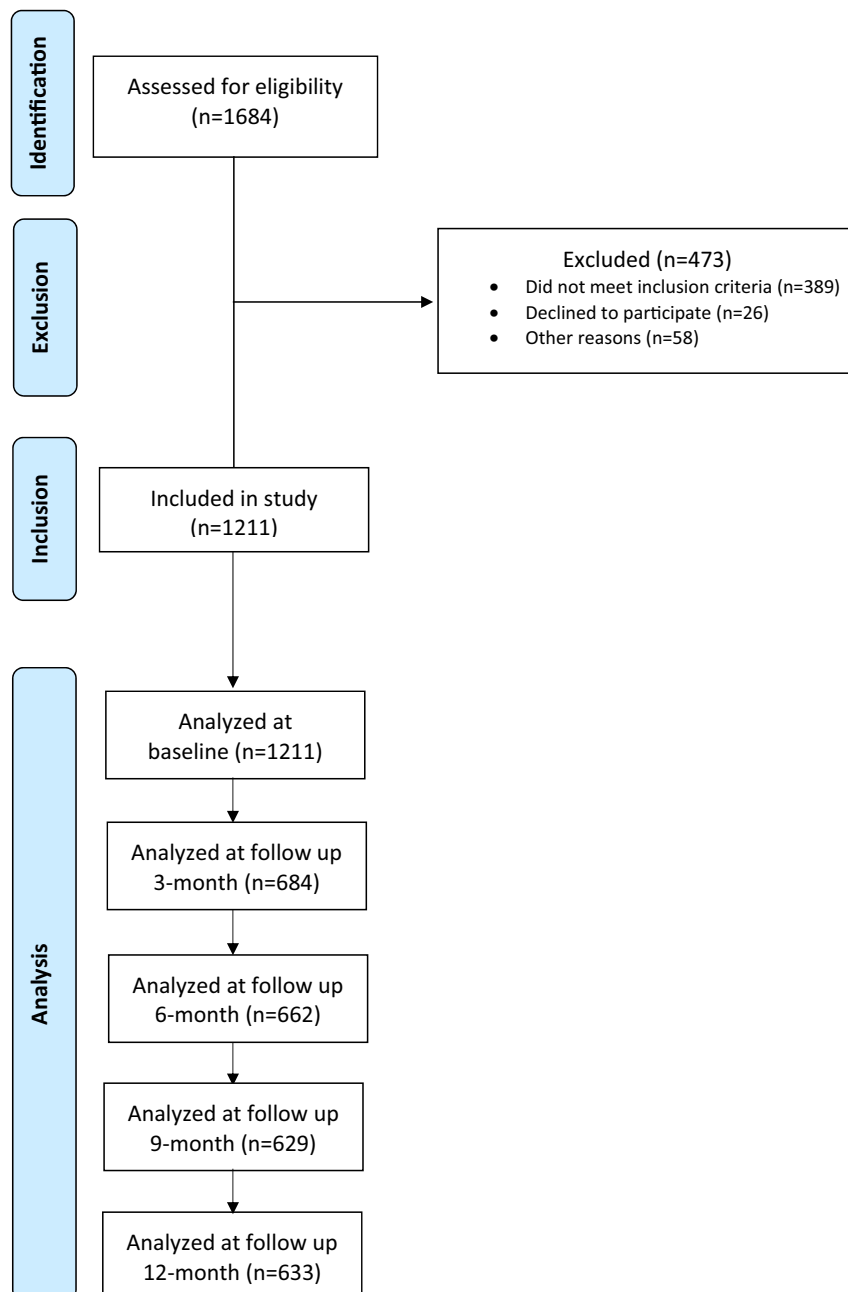 Identification
Assessed for eligibility
(n=1684)
Exclusion
Excluded (n=473)
• Did not meet inclusion criteria (n=389)
• Declined to participate (n=26)
• Other reasons (n=58)
Inclusion
Included in study
(n=1211)
Analysis
Analyzed at
baseline (n=1211)
Analyzed at follow up
3-month (n=684)
Analyzed at follow up
6-month (n=662)
Analyzed at follow up
9-month (n=629)
Analyzed at follow up
12-month (n=633)